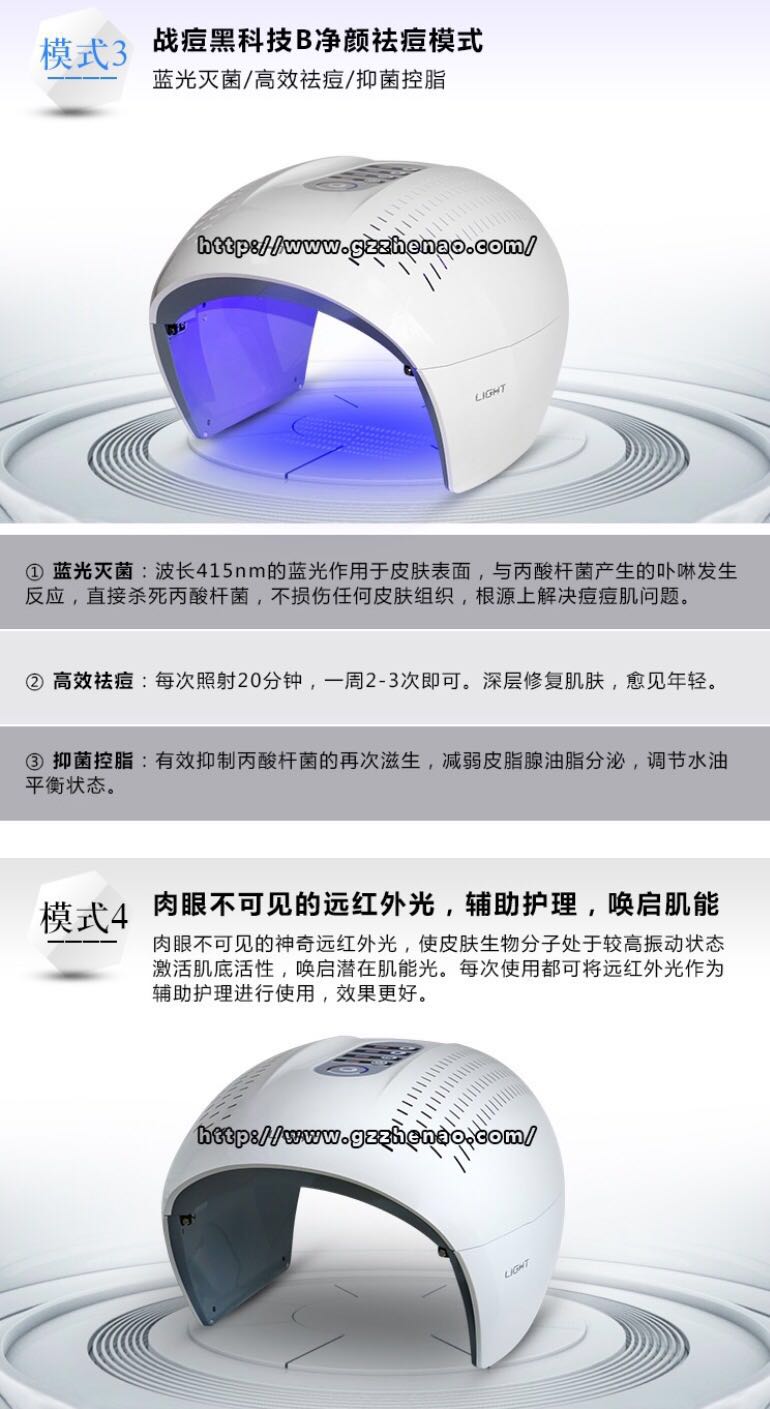 模式3
战痘黑科技B净颜祛痘模式
蓝光灭菌/高效祛痘/抑菌控脂
http://www.gzzhenao.com/
LIGHT
① 蓝光灭菌：波长415nm的蓝光作用于皮肤表面，与丙酸杆菌产生的卟啉发生
反应，直接杀死丙酸杆菌，不损伤任何皮肤组织，根源上解决痘痘肌问题。
② 高效祛痘：每次照射20分钟，一周2-3次即可。深层修复肌肤，愈见年轻。
③ 抑菌控脂：有效抑制丙酸杆菌的再次滋生，减弱皮脂腺油脂分泌，调节水油
平衡状态。
模式4
肉眼不可见的远红外光，辅助护理，唤启肌能
肉眼不可见的神奇远红外光，使皮肤生物分子处于较高振动状态
激活肌底活性，唤启潜在肌能光。每次使用都可将远红外光作为
辅助护理进行使用，效果更好。
http://www.gzzhenao.com/
LIGHT